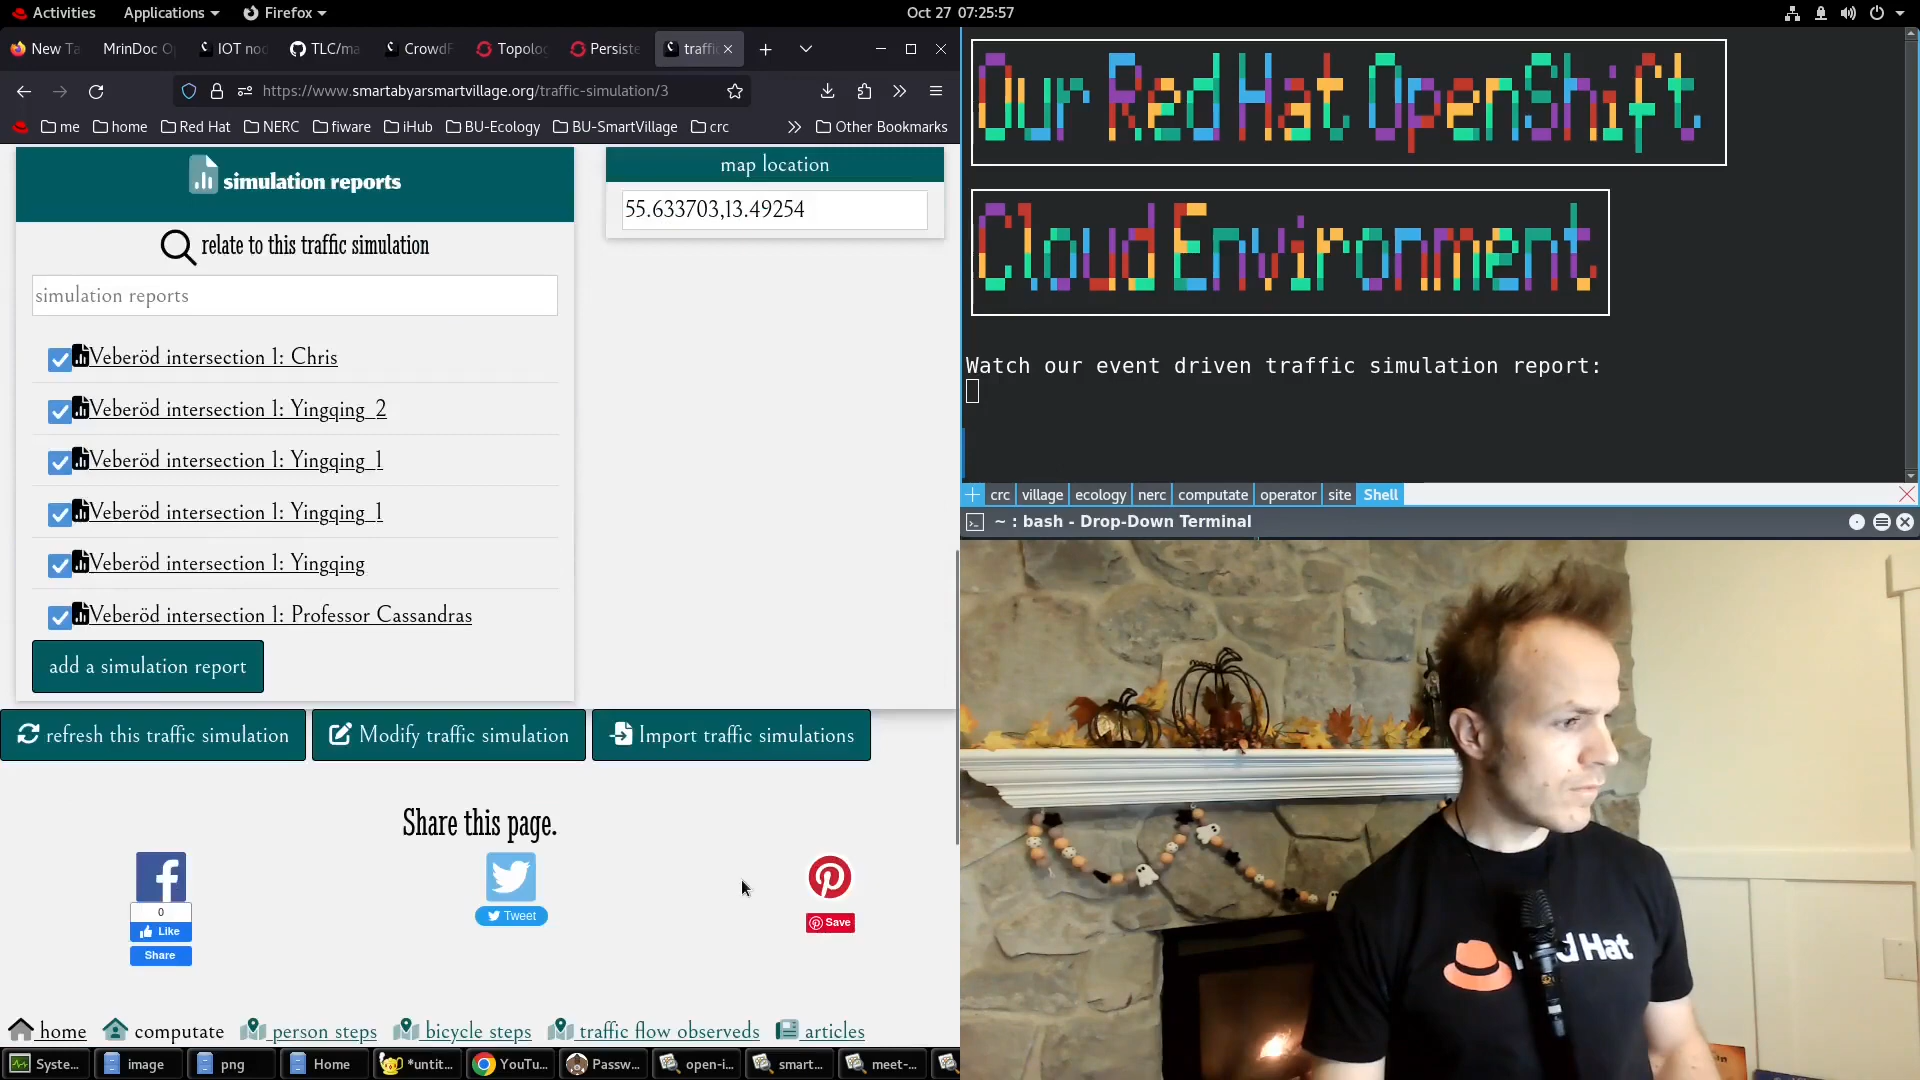 Activities Applications Firefox Oct 27 07:25:57
New Ta MrinDoc O IOT noc TLC/ma CrowdF Topolo Persiste traffi
https://www.smartabyarsmartvillage.org/traffic-simulation/3
me home Red Hat NERC fiware iHub BU-Ecology BU-SmartVillage crc Other Bookmarks
simulation reports
relate to this traffic simulation
simulation reports
Veberöd intersection 1: Chris
Veberöd intersection 1: Yingqing_2
Veberöd intersection 1: Yingqing_1
Veberöd intersection 1: Yingqing_1
Veberöd intersection 1: Yingqing
Veberöd intersection 1: Professor Cassandras
add a simulation report
map location
55.633703,13.49254
refresh this traffic simulation Modify traffic simulation Import traffic simulations
Share this page.
0
Like
Share
Tweet
Save
home computate person steps bicycle steps traffic flow observeds articles
Syste... image png Home *untit... YouTu... Passw... open-i... smart... meet-...
Our Red Hat OpenShift
Cloud Environment
Watch our event driven traffic simulation report:
crc village ecology nerc computate operator site Shell
~ : bash - Drop-Down Terminal
d Hat